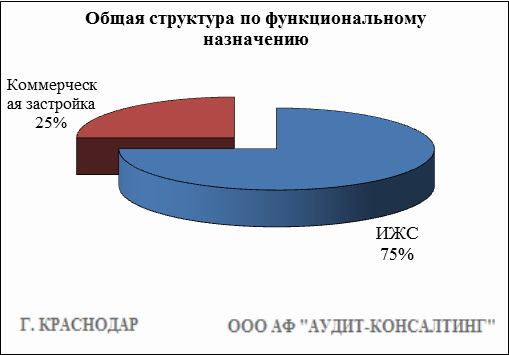 Общая структура по функциональному
назначению
Коммерческ
ая застройка
25%
ИЖС
75%
Г. КРАСНОДАР
ООО АФ "АУДИТ-КОНСАЛТИНГ"